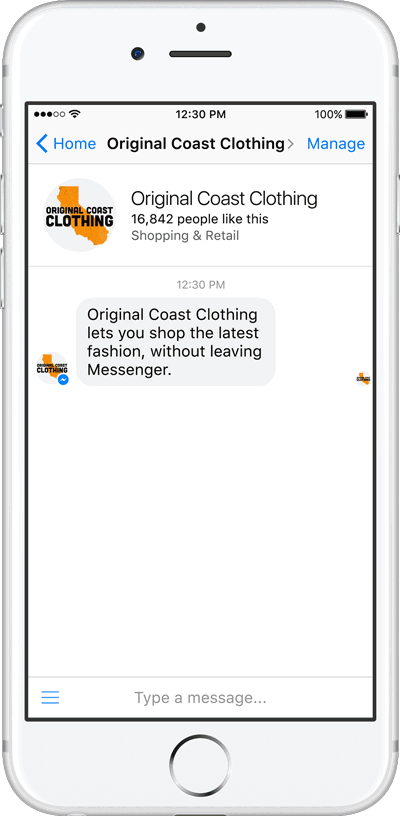 12:30 PM
100%
Home
Original Coast Clothing
Manage
ORIGINAL COAST
CLOTHING
Original Coast Clothing
16,842 people like this
Shopping & Retail
12:30 PM
Original Coast Clothing
lets you shop the latest
fashion, without leaving
Messenger.
ORIGINAL COAST
CLOTHING
Type a message...